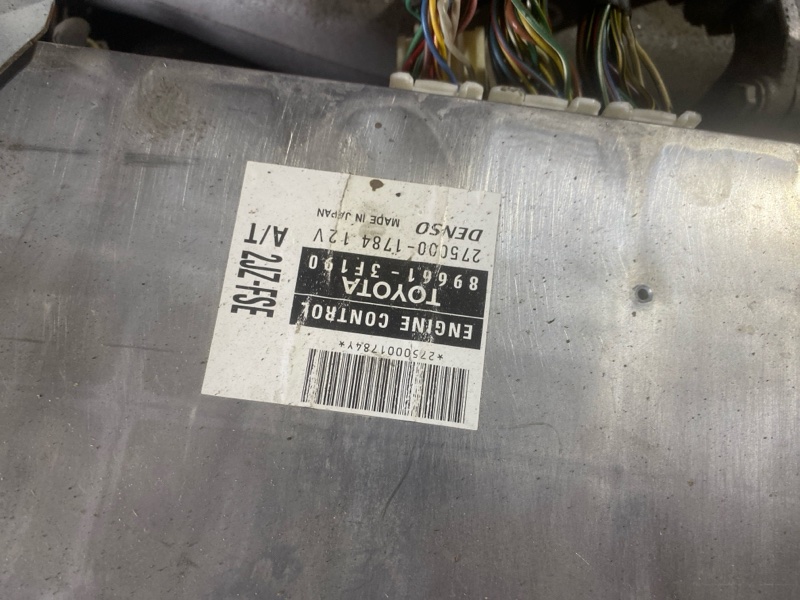 *2750001784Y*
ENGINE CONTROL
TOYOTA
89661-3F190
275000-1784 12V
DENSO MADE IN JAPAN
2JZ-FSE
A/T